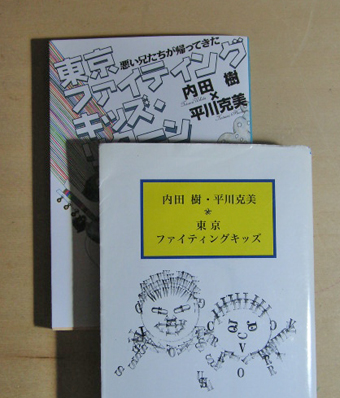 悪い兄たちが帰ってきた
東京
ファイティング
キッズ・
ターン
内田 樹
×
平川克美
内田 樹・平川克美
東京
ファイティングキッズ